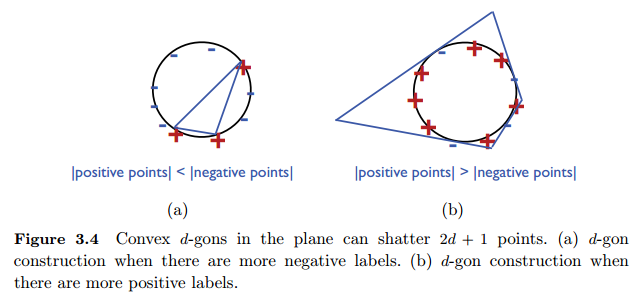 |positive points| < |negative points| |positive points| > |negative points|
(a) (b)
Figure 3.4 Convex d-gons in the plane can shatter 2d + 1 points. (a) d-gon
construction when there are more negative labels. (b) d-gon construction when
there are more positive labels.